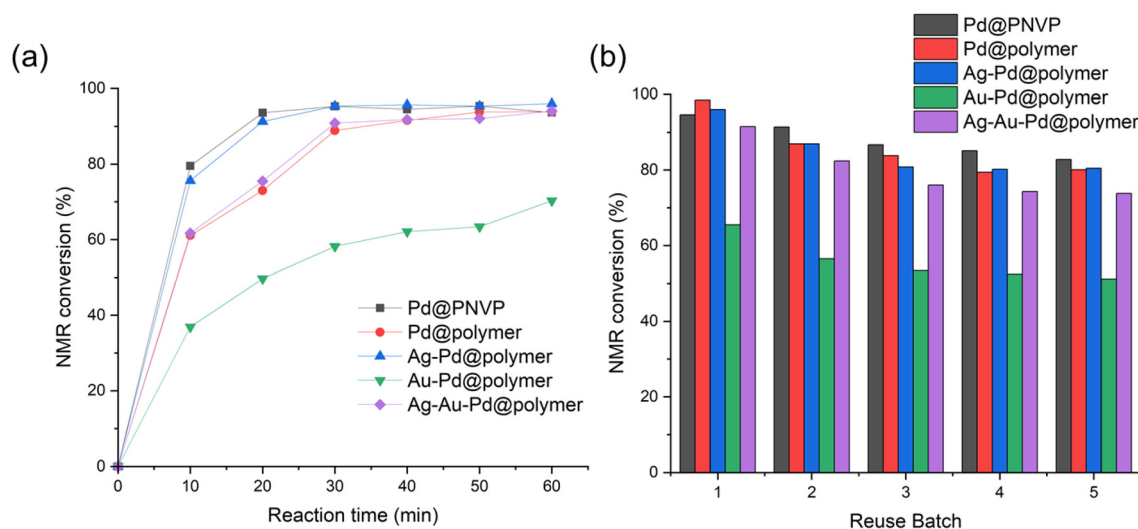 (a)
NMR conversion (%)
100
80
60
40
20
0
0 10 20 30 40 50 60
Reaction time (min)
Pd@PNVP
Pd@polymer
Ag-Pd@polymer
Au-Pd@polymer
Ag-Au-Pd@polymer
(b)
Pd@PNVP
Pd@polymer
Ag-Pd@polymer
Au-Pd@polymer
Ag-Au-Pd@polymer
NMR conversion (%)
100
80
60
40
20
0
1 2 3 4 5
Reuse Batch